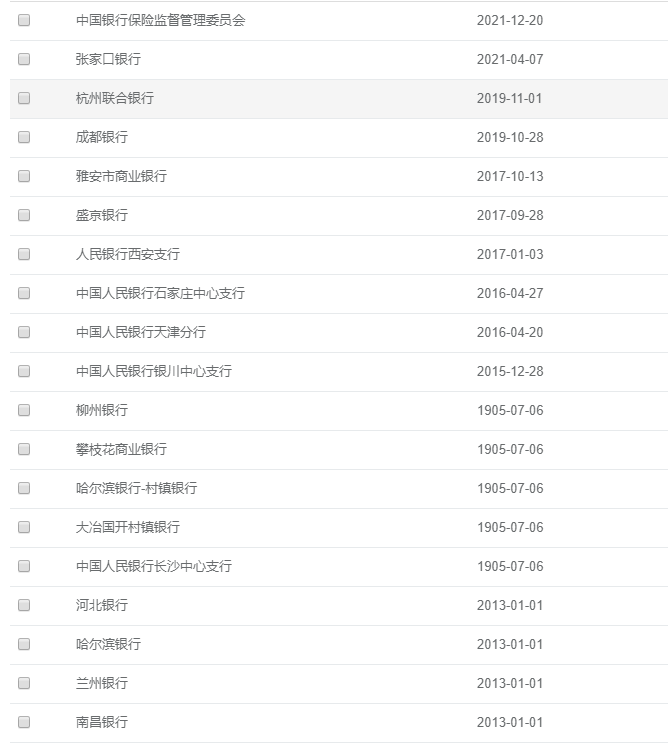 中国银行保险监督管理委员会 2021-12-20
张家口银行 2021-04-07
杭州联合银行 2019-11-01
成都银行 2019-10-28
雅安市商业银行 2017-10-13
盛京银行 2017-09-28
人民银行西安支行 2017-01-03
中国人民银行石家庄中心支行 2016-04-27
中国人民银行天津分行 2016-04-20
中国人民银行银川中心支行 2015-12-28
柳州银行 1905-07-06
攀枝花商业银行 1905-07-06
哈尔滨银行-村镇银行 1905-07-06
大冶国开村镇银行 1905-07-06
中国人民银行长沙中心支行 1905-07-06
河北银行 2013-01-01
哈尔滨银行 2013-01-01
兰州银行 2013-01-01
南昌银行 2013-01-01